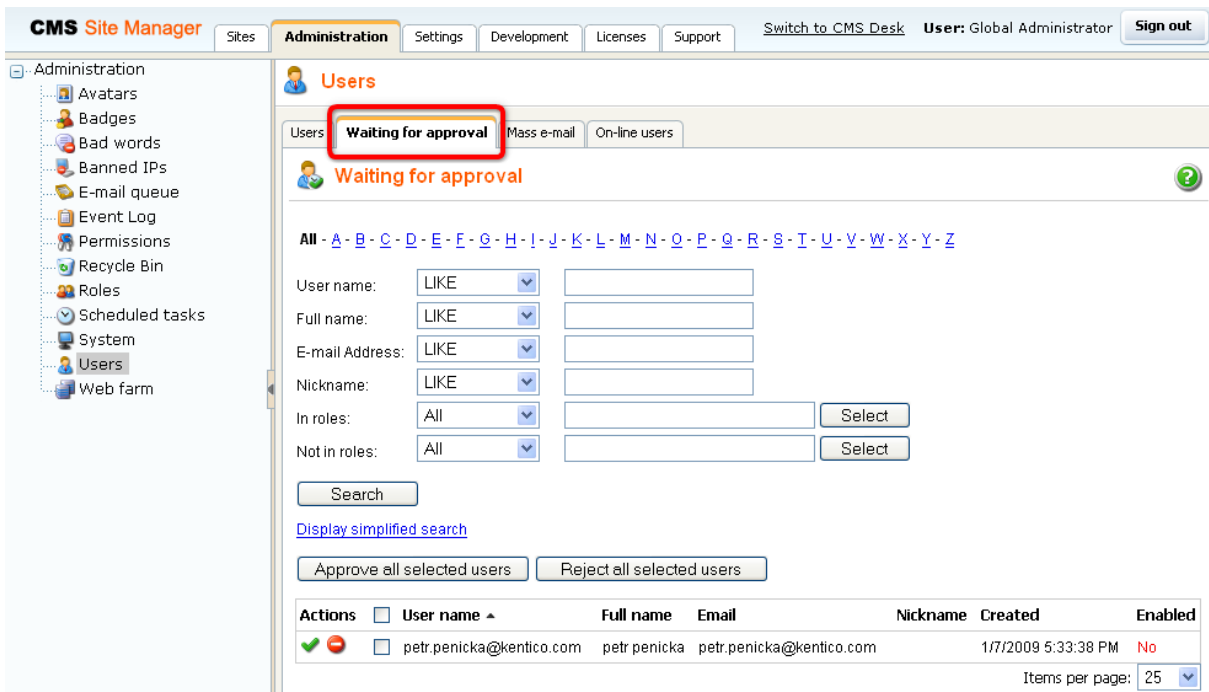 CMS Site Manager
Sites Administration Settings Development Licenses Support Switch to CMS Desk User: Global Administrator Sign out
Administration
Avatars
Badges
Bad words
Banned IPs
E-mail queue
Event Log
Permissions
Recycle Bin
Roles
Scheduled tasks
System
Users
Web farm
Users
Users Waiting for approval Mass e-mail On-line users
Waiting for approval ?
All - A - B - C - D - E - F - G - H - I - J - K - L - M - N - O - P - Q - R - S - T - U - V - W - X - Y - Z
User name: LIKE
Full name: LIKE
E-mail Address: LIKE
Nickname: LIKE
In roles: All Select
Not in roles: All Select
Search
Display simplified search
Approve all selected users Reject all selected users
Actions User name Full name Email Nickname Created Enabled
petr.penicka@kentico.com petr penicka petr.penicka@kentico.com 1/7/2009 5:33:38 PM No
Items per page: 25